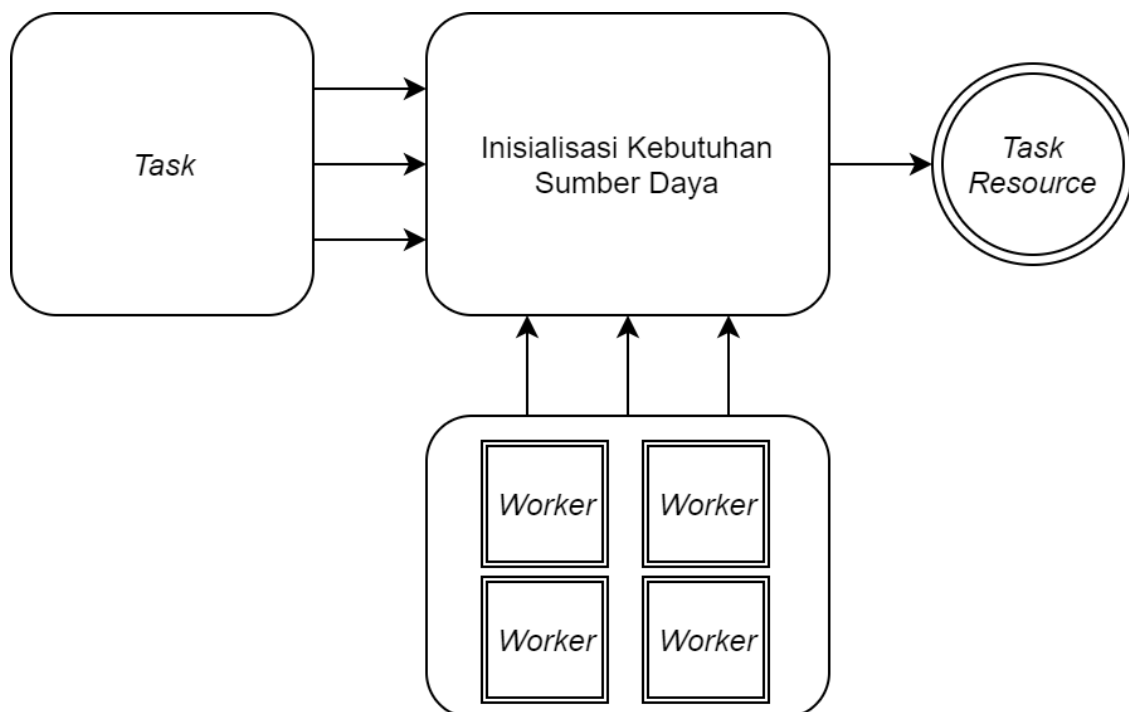 Task
Inisialisasi Kebutuhan
Sumber Daya
Task
Resource
Worker
Worker
Worker
Worker